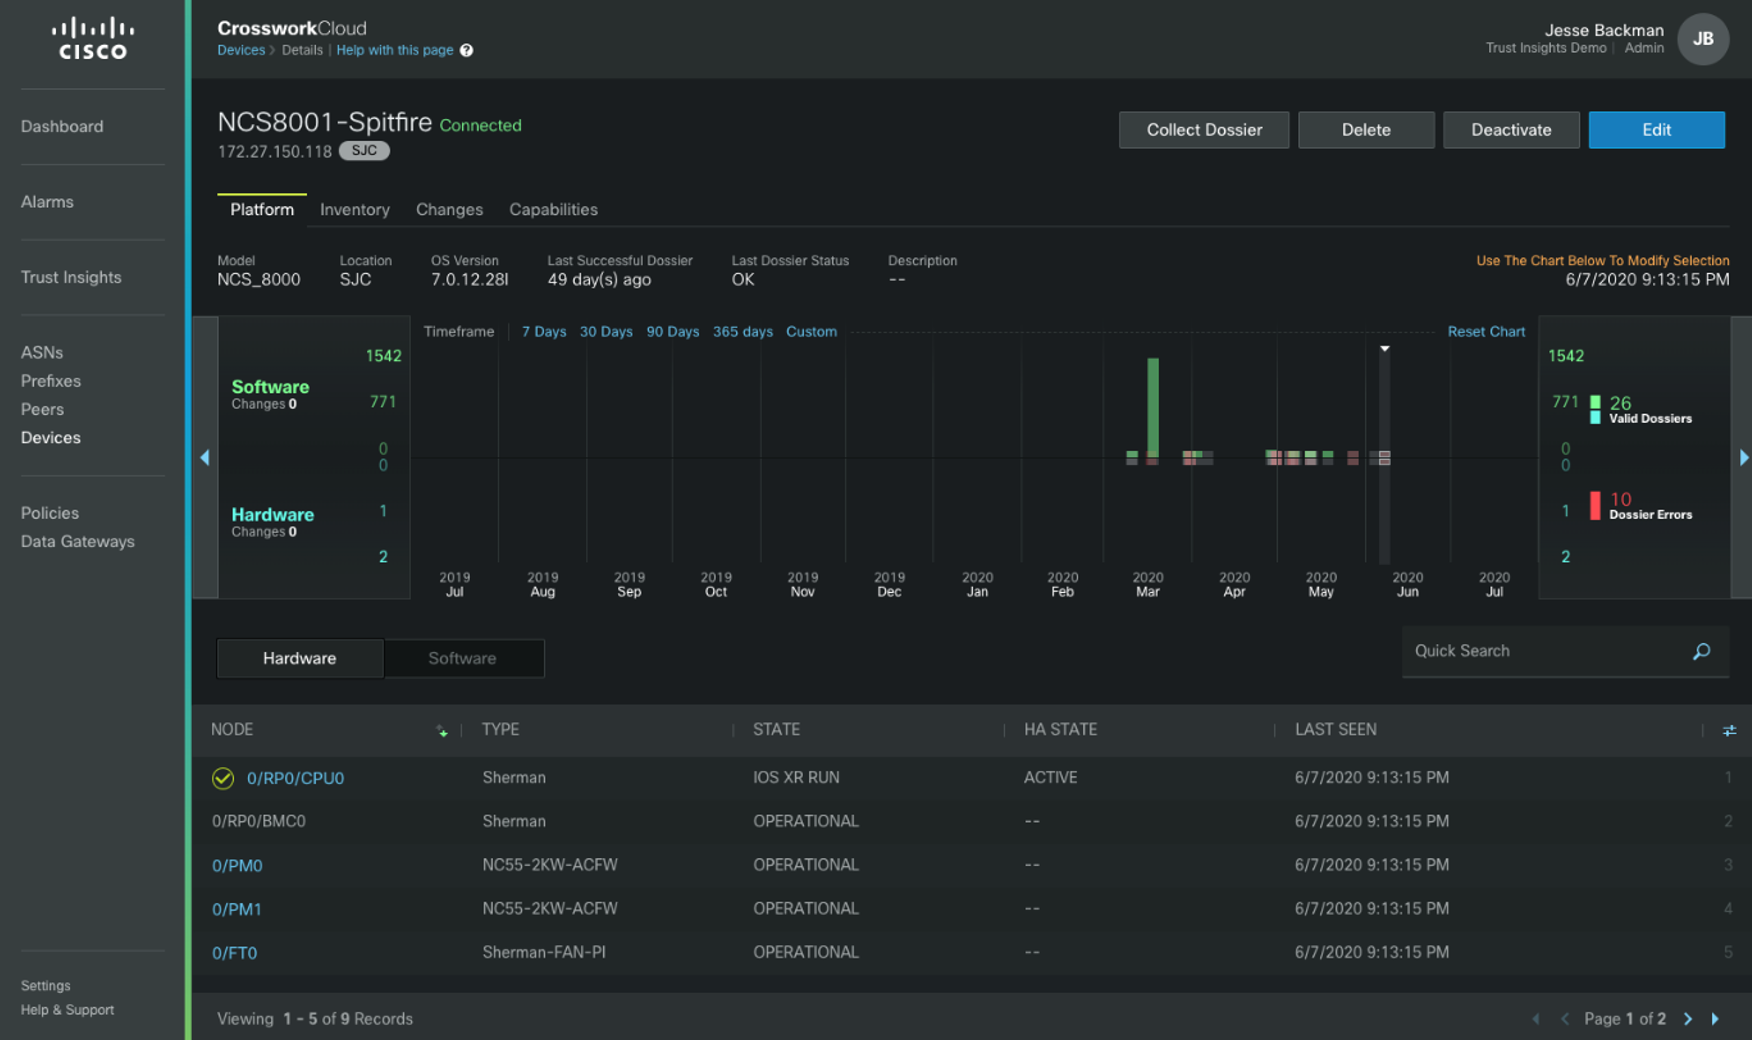 CISCO
CrossworkCloud
Devices > Details | Help with this page ?
Jesse Backman
Trust Insights Demo | Admin
JB
Dashboard
Alarms
Trust Insights
ASNs
Prefixes
Peers
Devices
Policies
Data Gateways
Settings
Help & Support
NCS8001-Spitfire Connected
172.27.150.118 SJC
Collect Dossier Delete Deactivate Edit
Platform Inventory Changes Capabilities
Model Location OS Version Last Successful Dossier Last Dossier Status Description
NCS_8000 SJC 7.0.12.28I 49 day(s) ago OK --
Use The Chart Below To Modify Selection
6/7/2020 9:13:15 PM
Timeframe | 7 Days 30 Days 90 Days 365 days Custom Reset Chart
1542
Software
Changes 0
771
0
0
Hardware
Changes 0
1
2
1542
771
26
Valid Dossiers
0
0
1
10
Dossier Errors
2
2019 2019 2019 2019 2019 2019 2020 2020 2020 2020 2020 2020 2020
Jul Aug Sep Oct Nov Dec Jan Feb Mar Apr May Jun Jul
Hardware Software
Quick Search
NODE TYPE STATE HA STATE LAST SEEN
0/RP0/CPU0 Sherman IOS XR RUN ACTIVE 6/7/2020 9:13:15 PM 1
0/RP0/BMC0 Sherman OPERATIONAL -- 6/7/2020 9:13:15 PM 2
0/PM0 NC55-2KW-ACFW OPERATIONAL -- 6/7/2020 9:13:15 PM 3
0/PM1 NC55-2KW-ACFW OPERATIONAL -- 6/7/2020 9:13:15 PM 4
0/FT0 Sherman-FAN-PI OPERATIONAL -- 6/7/2020 9:13:15 PM 5
Viewing 1 - 5 of 9 Records
Page 1 of 2